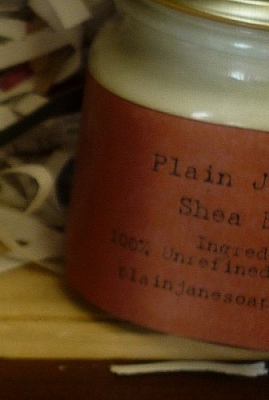 Plain J
Shea B
Ingred
100% Unrefined
plainjanesoap